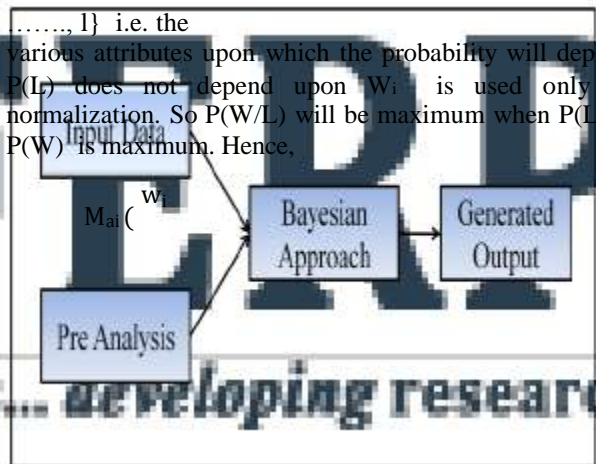 ......., l} i.e. the
various attributes upon which the probability will dep
P(L) does not depend upon Wi is used only
normalization. So P(W/L) will be maximum when P(L
P(W) is maximum. Hence,
Input Data
wi
Mai (
Bayesian
Approach
Generated
Output
Pre Analysis
ERP
... developing resear